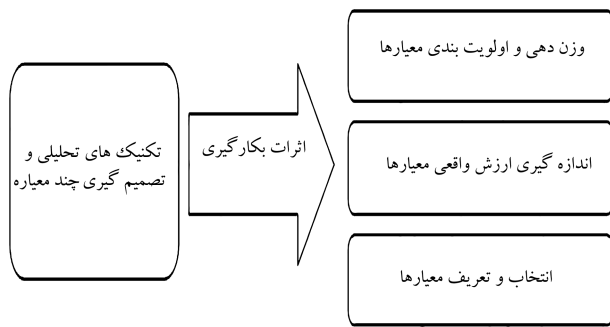 وزن دهی و اولویت بندی معیارها
تکنیک های تحلیلی و
تصمیم گیری چند معیاره
اثرات بکارگیری
اندازه گیری ارزش واقعی معیارها
انتخاب و تعریف معیارها